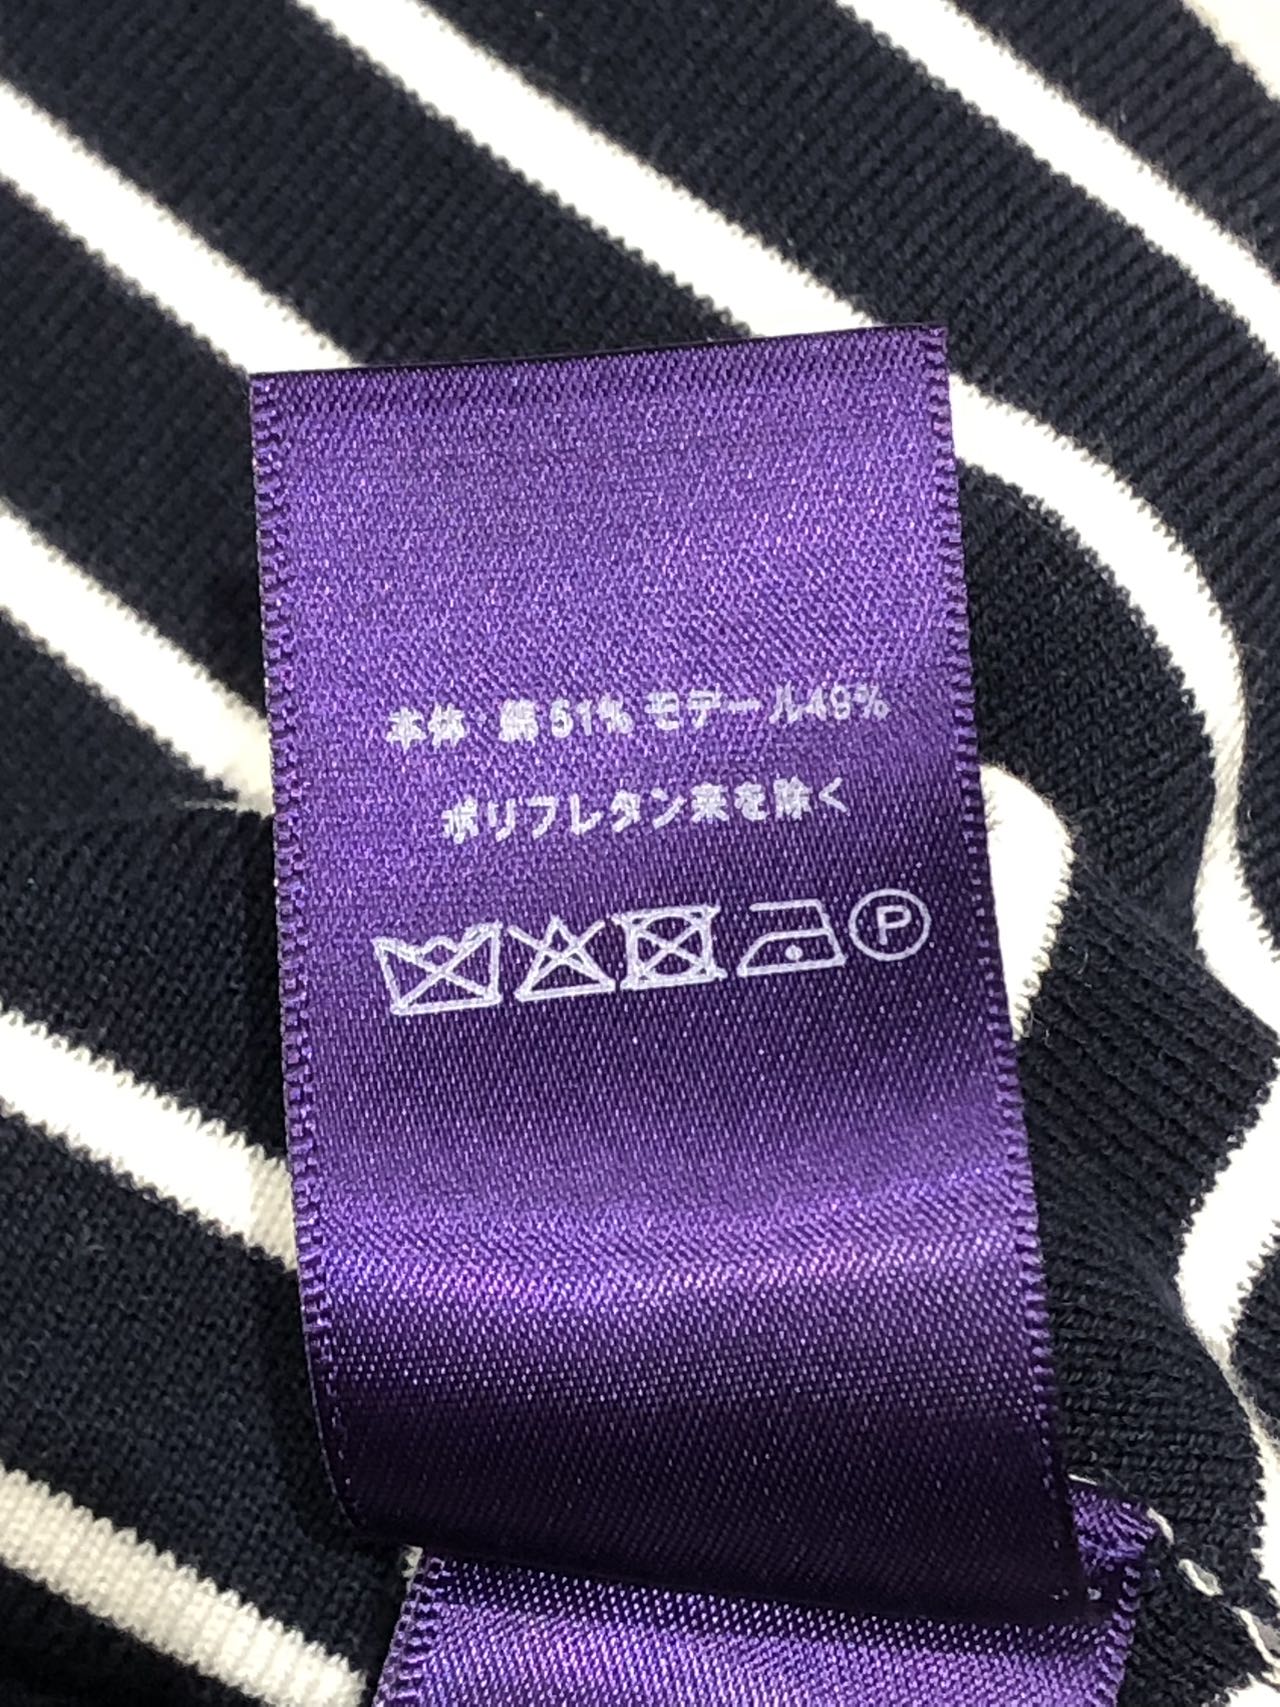 本体 綿51% モデール49%
ポリウレタン糸を除く
P